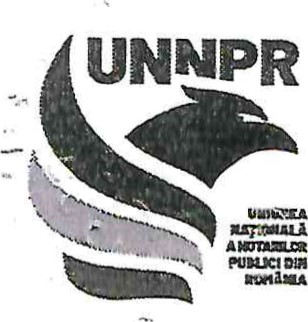 UNNPR
UNIUNEA
NAȚIONALĂ
A NOTARILOR
PUBLICI DIN
ROMÂNIA